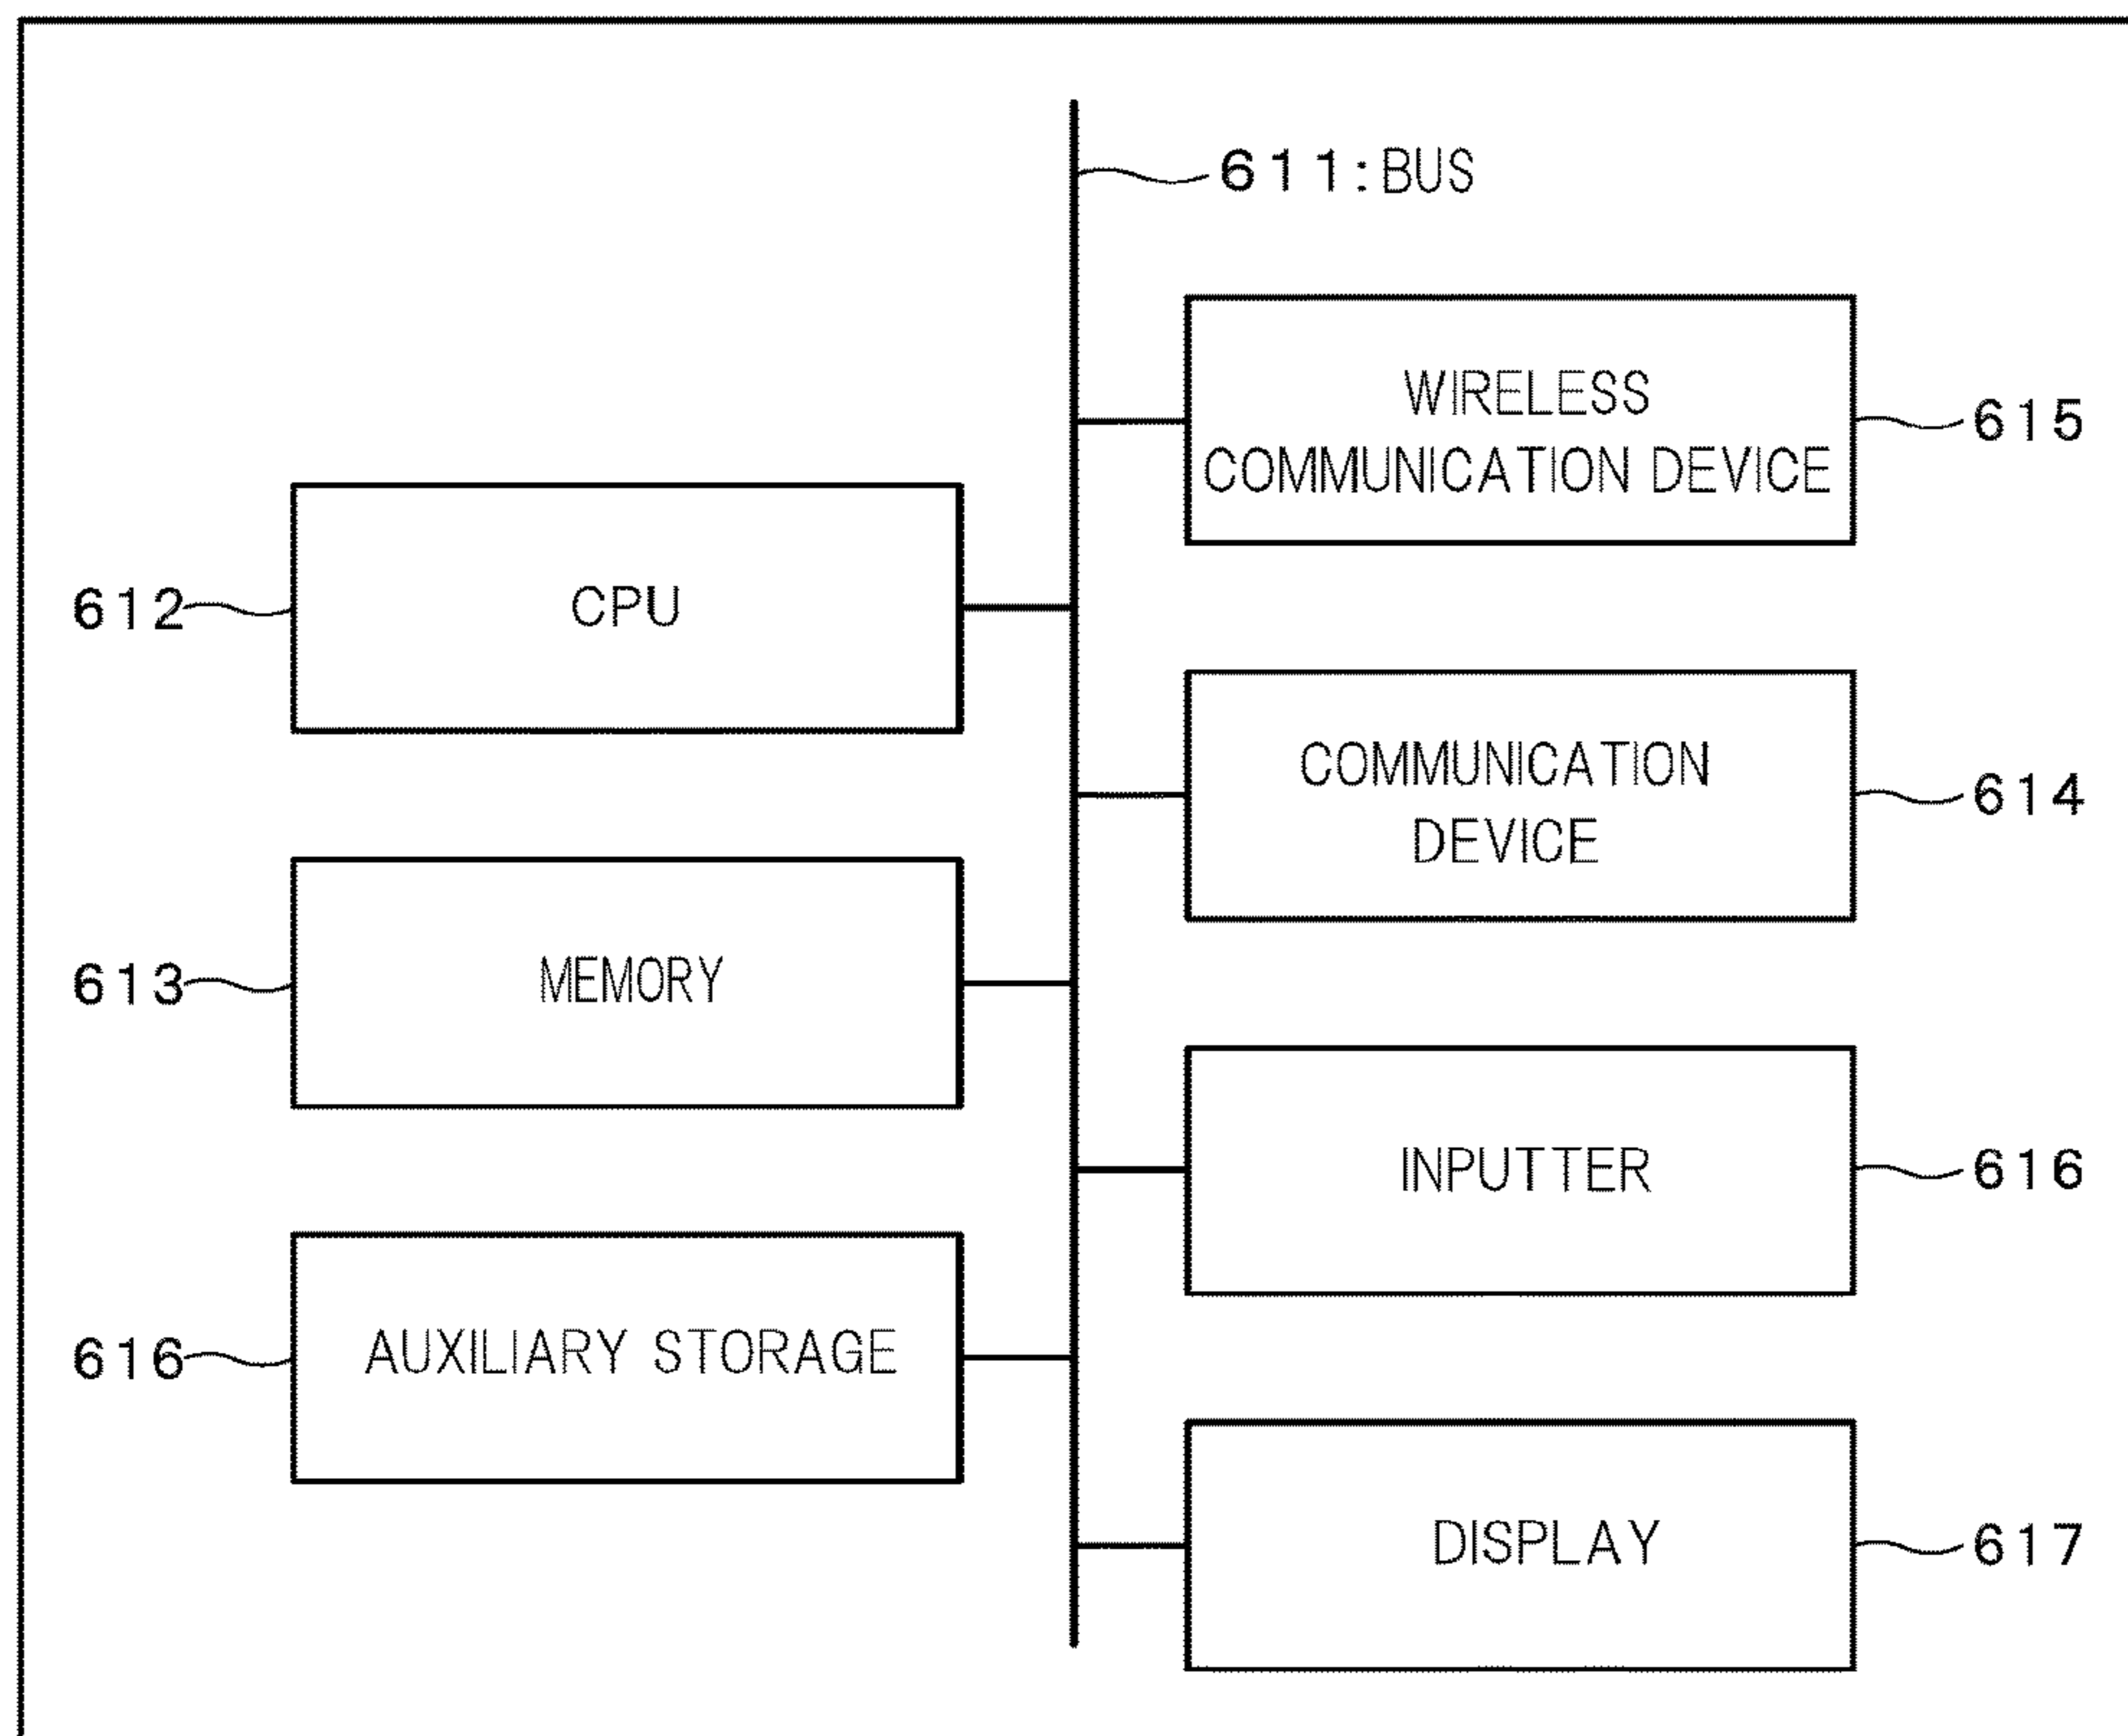 611:BUS
WIRELESS
COMMUNICATION DEVICE
615
612
CPU
COMMUNICATION
DEVICE
614
613
MEMORY
INPUTTER
616
616
AUXILIARY STORAGE
DISPLAY
617